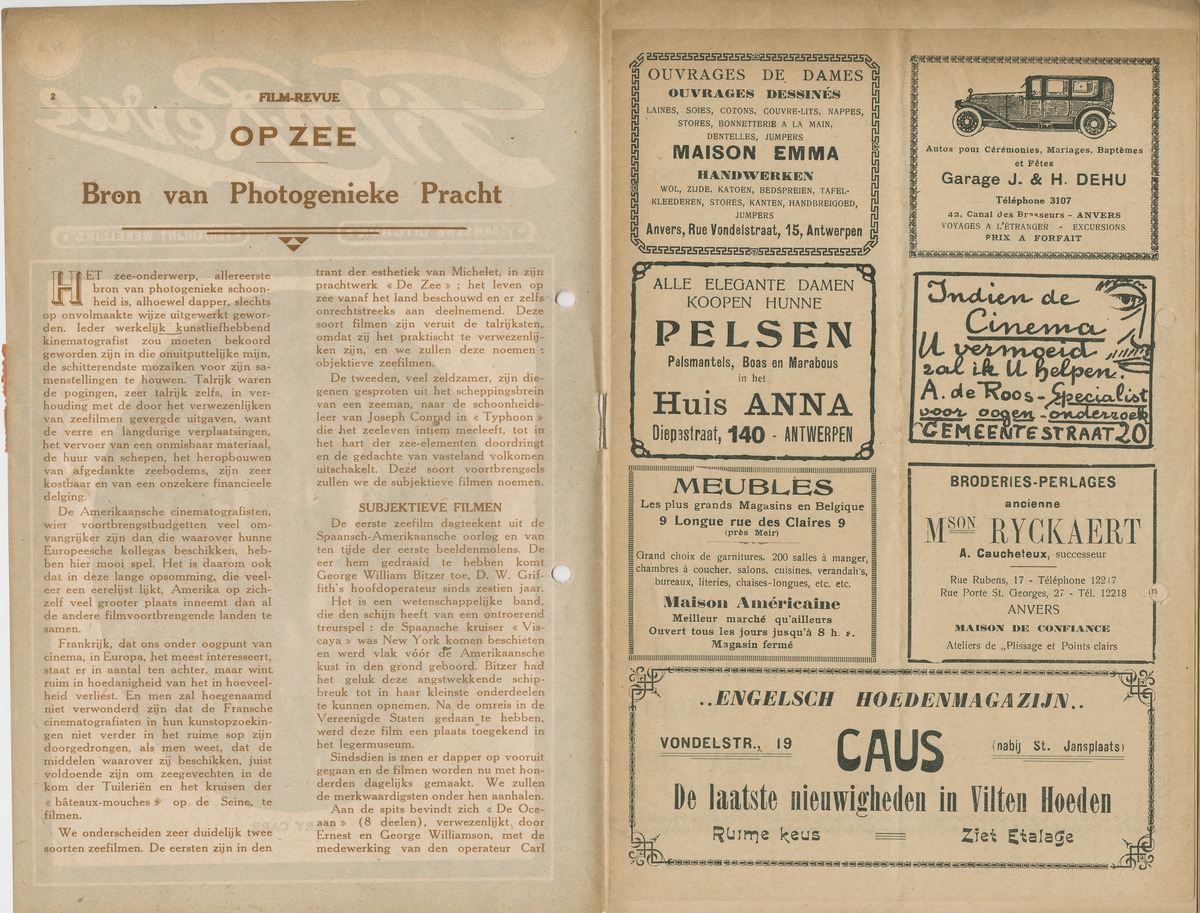 2
FILM-REVUE
OP ZEE
Bron van Photogenieke Pracht
HET zee-onderwerp, allereerste
bron van photogenieke schoon-
heid is, alhoewel dapper, slechts
op onvolmaakte wijze uitgewerkt gewor-
den. Ieder werkelijk kunstliefhebbend
kinematografist zou moeten bekoord
geworden zijn in die onuitputtelijke mijn,
de schitterendste mozaïken voor zijn sa-
menstellingen te houwen. Talrijk waren
de pogingen, zeer talrijk zelfs, in ver-
houding met de door het verwezenlijken
van zeefilmen gevergde uitgaven, want
de verre en langdurige verplaatsingen,
het vervoer van een onmisbar materiaal,
de huur van schepen, het heropbouwen
van afgedankte zeebodems, zijn zeer
kostbaar en van een onzekere financieele
delging.
De Amerikaansche cinematografisten,
wier voortbrengstbudgetten veel om-
vangrijker zijn dan die waarover hunne
Europeesche kollegas beschikken, heb-
ben hier mooi spel. Het is daarom ook
dat in deze lange opsomming, die veel-
eer een eerelijst lijkt, Amerika op zich-
zelf veel grooter plaats inneemt dan al
de andere filmvoortbrengende landen te
samen.
Frankrijk, dat ons onder oogpunt van
cinema, in Europa, het meest interesseert,
staat er in aantal ten achter, maar wint
ruim in hoedanigheid van het in hoeveel-
heid verliest. En men zal hoegenaamd
niet verwonderd zijn dat de Fransche
cinematografisten in hun kunstopzoekin-
gen niet verder in het ruime sop zijn
doorgedrongen, als men weet, dat de
middelen waarover zij beschikken, juist
voldoende zijn om zeegevechten in de
kom der Tuileriën en het kruisen der
« bâteaux-mouches » op de Seine, te
filmen.
We onderscheiden zeer duidelijk twee
soorten zeefilmen. De eersten zijn in den
trant der esthetiek van Michelet, in zijn
prachtwerk « De Zee » ; het leven op
zee vanaf het land beschouwd en er zelfs
onrechtstreeks aan deelnemend. Deze
soort filmen zijn veruit de talrijksten,
omdat zij het praktischt te verwezenlij-
ken zijn, en we zullen deze noemen :
objektieve zeefilmen.
De tweeden, veel zeldzamer, zijn die-
genen gesproten uit het scheppingsbrein
van een zeeman, naar de schoonheids-
leer van Joseph Conrad in « Typhoon »
die het zeeleven intiem meeleeft, tot in
het hart der zee-elementen doordringt
en de gedachte van vasteland volkomen
uitschakelt. Deze soort voortbrengsels
zullen we de subjektieve filmen noemen.
SUBJEKTIEVE FILMEN
De eerste zeefilm dagteekent uit de
Spaansch-Amerikaansche oorlog en van
ten tijde der eerste beeldenmolens. De
eer hem gedraaid te hebben komt
George William Bitzer toe, D. W. Grif-
fith's hoofdoperateur sinds zestien jaar.
Het is een wetenschappelijke band,
die den schijn heeft van een ontroerend
treurspel : de Spaansche kruiser « Vis-
caya » was New York komen beschieten
en werd vlak vóór de Amerikaansche
kust in den grond geboord. Bitzer had
het geluk deze angstwekkende schip-
breuk tot in haar kleinste onderdeelen
te kunnen opnemen. Na de omreis in de
Vereenigde Staten gedaan te hebben,
werd deze film een plaats toegekend in
het legermuseum.
Sindsdien is men er dapper op vooruit
gegaan en de filmen worden nu met hon-
derden dagelijks gemaakt. We zullen
de merkwaardigsten onder hen aanhalen.
Aan de spits bevindt zich « De Oce-
aan » (8 deelen), verwezenlijkt door
Ernest en George Williamson, met de
medewerking van den operateur Carl
OUVRAGES DE DAMES
OUVRAGES DESSINÉS
LAINES, SOIES, COTONS, COUVRE-LITS, NAPPES,
STORES, BONNETTERIE A LA MAIN,
DENTELLES, JUMPERS
MAISON EMMA
HANDWERKEN
WOL, ZIJDE, KATOEN, BEDSPREIEN, TAFEL-
KLEEDEREN, STORES, KANTEN, HANDBREIGOED,
JUMPERS
Anvers, Rue Vondelstraat, 15, Antwerpen
Autos pour Cérémonies, Mariages, Baptèmes
et Fêtes
Garage J. & H. DEHU
Téléphone 3107
42, Canal des Brasseurs - ANVERS
VOYAGES A L'ÉTRANGER - EXCURSIONS
PRIX A FORFAIT
ALLE ELEGANTE DAMEN
KOOPEN HUNNE
PELSEN
Pelsmantels, Boas en Marabous
in het
Huis ANNA
Diepestraat, 140 - ANTWERPEN
Indien de
Cinema
U vermoeid
zal ik U helpen.
A. de Roos - Specialist
voor oogen-onderzoek
GEMEENTESTRAAT 20
MEUBLES
Les plus grands Magasins en Belgique
9 Longue rue des Claires 9
(près Meir)
Grand choix de garnitures. 200 salles à manger,
chambres à coucher, salons, cuisines, verandah's,
bureaux, literies, chaises-longues, etc. etc.
Maison Américaine
Meilleur marché qu'ailleurs
Ouvert tous les jours jusqu'à 8 h. s.
Magasin fermé
BRODERIES-PERLAGES
ancienne
MSON RYCKAERT
A. Caucheteux, successeur
Rue Rubens, 17 - Téléphone 12217
Rue Porte St. Georges, 27 - Tél. 12218
ANVERS
MAISON DE CONFIANCE
Ateliers de „Plissage et Points clairs
..ENGELSCH HOEDENMAGAZIJN..
VONDELSTR., 19
CAUS
(nabij St. Jansplaats)
De laatste nieuwigheden in Vilten Hoeden
Ruime keus
Ziet Etalage